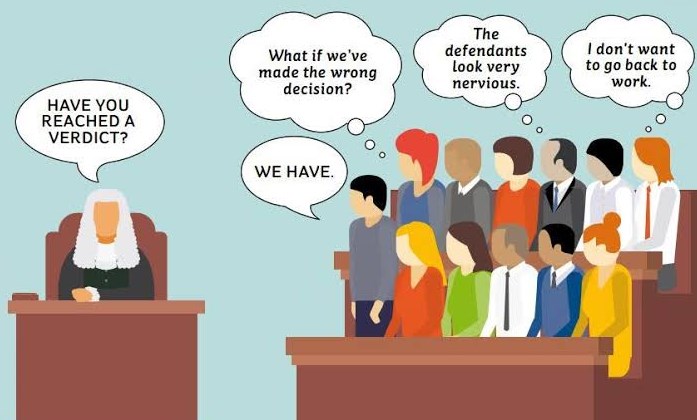 HAVE YOU
REACHED A
VERDICT?
What if we've
made the wrong
decision?
The
defendants
look very
nervious.
I don't want
to go back to
work.
WE HAVE.